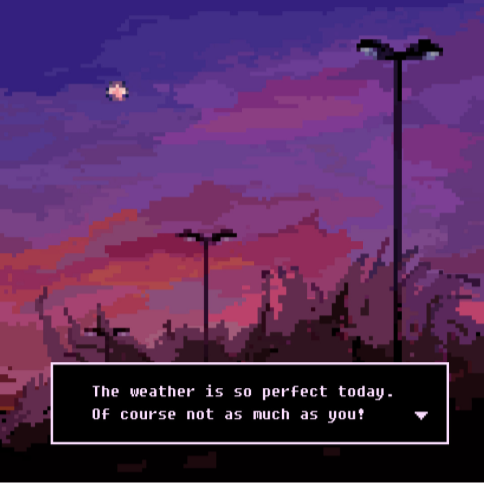 The weather is so perfect today.
Of course not as much as you!